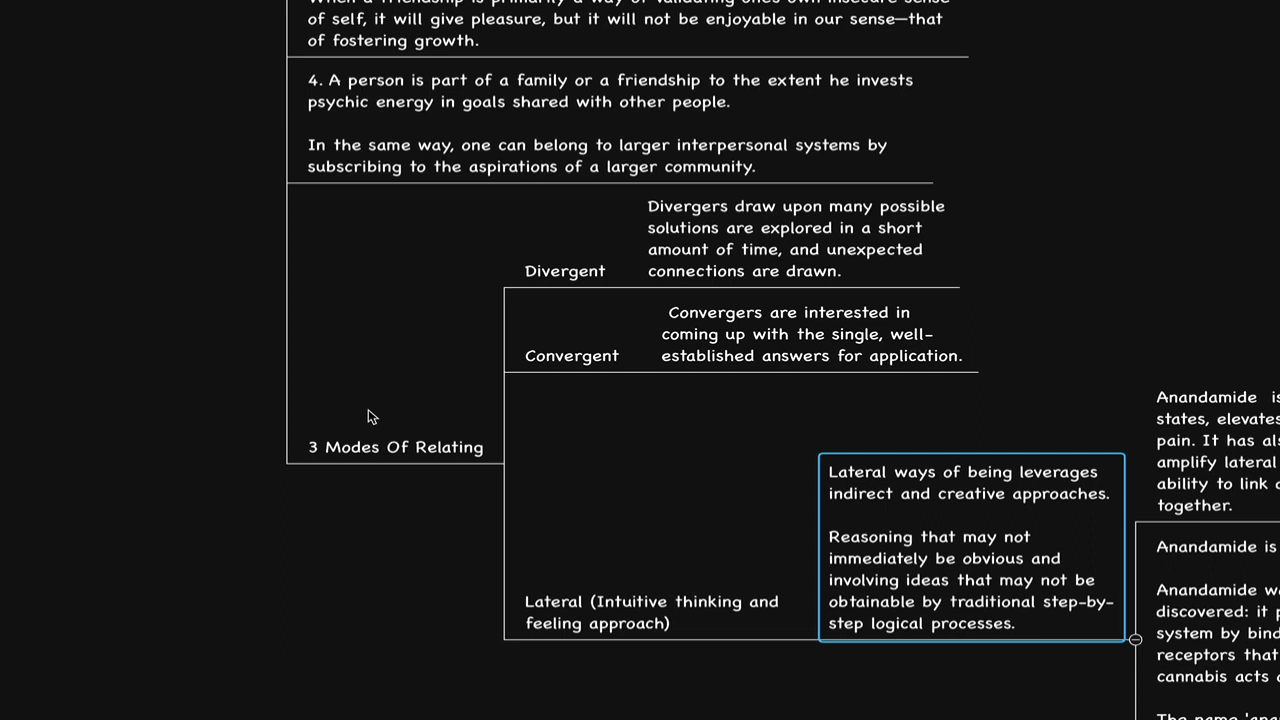 of self, it will give pleasure, but it will not be enjoyable in our sense—that
of fostering growth.
4. A person is part of a family or a friendship to the extent he invests
psychic energy in goals shared with other people.
In the same way, one can belong to larger interpersonal systems by
subscribing to the aspirations of a larger community.
Divergers draw upon many possible
solutions are explored in a short
amount of time, and unexpected
connections are drawn.
Divergent
Convergers are interested in
coming up with the single, well-
established answers for application.
Convergent
3 Modes Of Relating
Lateral ways of being leverages
indirect and creative approaches.
Reasoning that may not
immediately be obvious and
involving ideas that may not be
obtainable by traditional step-by-
step logical processes.
Lateral (Intuitive thinking and
feeling approach)
Anandamide is
states, elevates
pain. It has al
amplify lateral
ability to link
together.
Anandamide is
Anandamide w
discovered: it
system by bind
receptors that
cannabis acts
The name